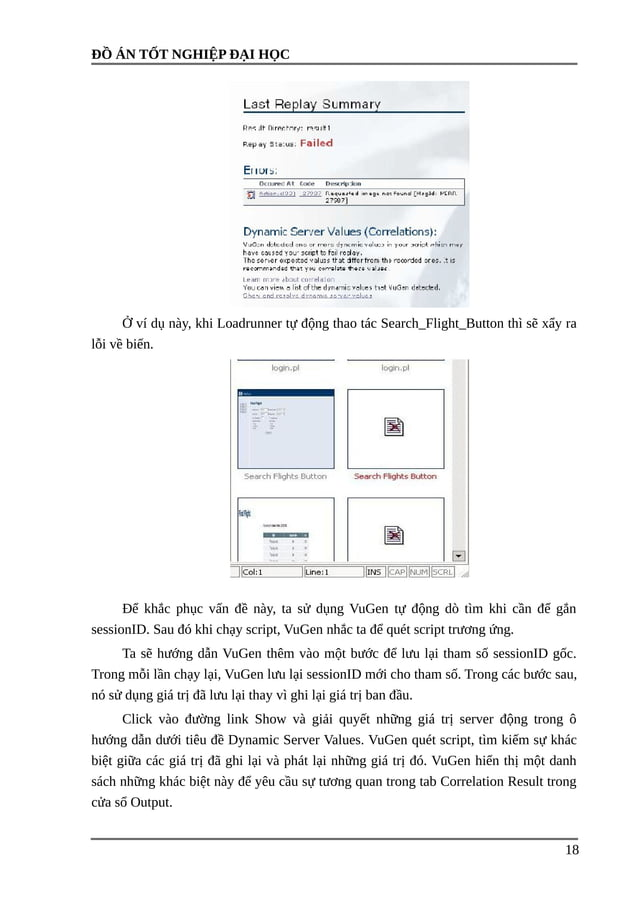 ĐỒ ÁN TỐT NGHIỆP ĐẠI HỌC
Last Replay Summary
Result Directory: result1
Replay Status: Failed
Errors:
Occured At Code Description
Requested image not found
27987]
Dynamic Server Values (Correlations):
VuGen detected one or more dynamic values in your script which may
have caused your script to fail replay.
The server expected values that differ from the recorded ones. It is
recommended that you correlate these values.
Learn more about correlation
You can view a list of the dynamic values that VuGen detected.
Show and resolve dynamic server values
Ở ví dụ này, khi Loadrunner tự động thao tác Search_Flight_Button thì sẽ xẩy ra
lỗi về biến.
login.pl login.pl
Search Flights Button Search Flights Button
Find Flight
Col:1 Line:1 INS CAP NUM SCRL
Để khắc phục vấn đề này, ta sử dụng VuGen tự động dò tìm khi cần để gắn
sessionID. Sau đó khi chạy script, VuGen nhắc ta để quét script trương ứng.
Ta sẽ hướng dẫn VuGen thêm vào một bước để lưu lại tham số sessionID gốc.
Trong mỗi lần chạy lại, VuGen lưu lại sessionID mới cho tham số. Trong các bước sau,
nó sử dụng giá trị đã lưu lại thay vì ghi lại giá trị ban đầu.
Click vào đường link Show và giải quyết những giá trị server động trong ô
hướng dẫn dưới tiêu đề Dynamic Server Values. VuGen quét script, tìm kiếm sự khác
biệt giữa các giá trị đã ghi lại và phát lại những giá trị đó. VuGen hiển thị một danh
sách những khác biệt này để yêu cầu sự tương quan trong tab Correlation Result trong
cửa sổ Output.
18